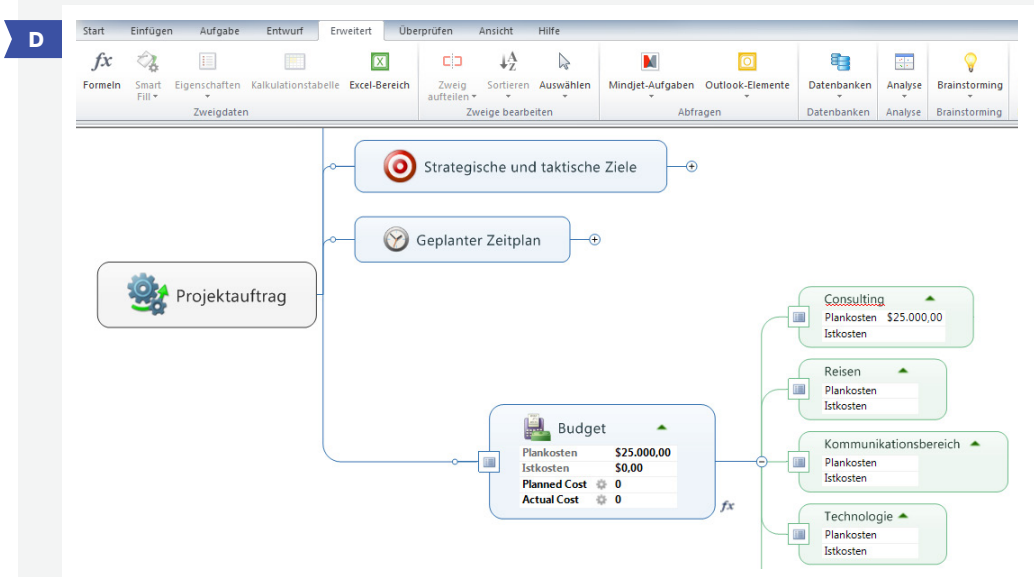 D
Start Einfügen Aufgabe Entwurf Erweitert Überprüfen Ansicht Hilfe
fx
Formeln Smart Fill Eigenschaften Kalkulationstabelle Excel-Bereich Zweig aufteilen Sortieren Auswählen Mindjet-Aufgaben Outlook-Elemente Datenbanken Analyse Brainstorming
Zweigdaten Zweige bearbeiten Abfragen Datenbanken Analyse Brainstorming
Strategische und taktische Ziele
Geplanter Zeitplan
Projektauftrag
Budget
Plankosten $25.000,00
Istkosten $0,00
Planned Cost 0
Actual Cost 0
fx
Consulting
Plankosten $25.000,00
Istkosten
Reisen
Plankosten
Istkosten
Kommunikationsbereich
Plankosten
Istkosten
Technologie
Plankosten
Istkosten